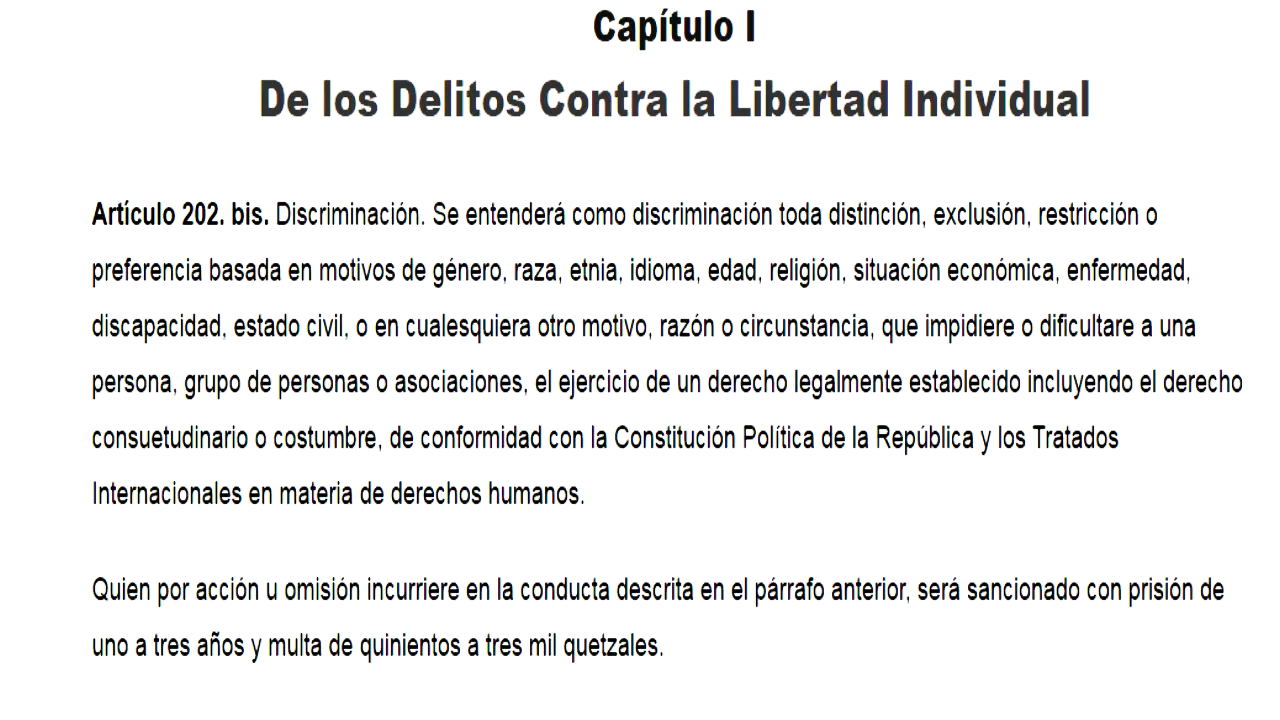 Capítulo I
De los Delitos Contra la Libertad Individual
Artículo 202. bis. Discriminación. Se entenderá como discriminación toda distinción, exclusión, restricción o
preferencia basada en motivos de género, raza, etnia, idioma, edad, religión, situación económica, enfermedad,
discapacidad, estado civil, o en cualesquiera otro motivo, razón o circunstancia, que impidiere o dificultare a una
persona, grupo de personas o asociaciones, el ejercicio de un derecho legalmente establecido incluyendo el derecho
consuetudinario o costumbre, de conformidad con la Constitución Política de la República y los Tratados
Internacionales en materia de derechos humanos.
Quien por acción u omisión incurriere en la conducta descrita en el párrafo anterior, será sancionado con prisión de
uno a tres años y multa de quinientos a tres mil quetzales.